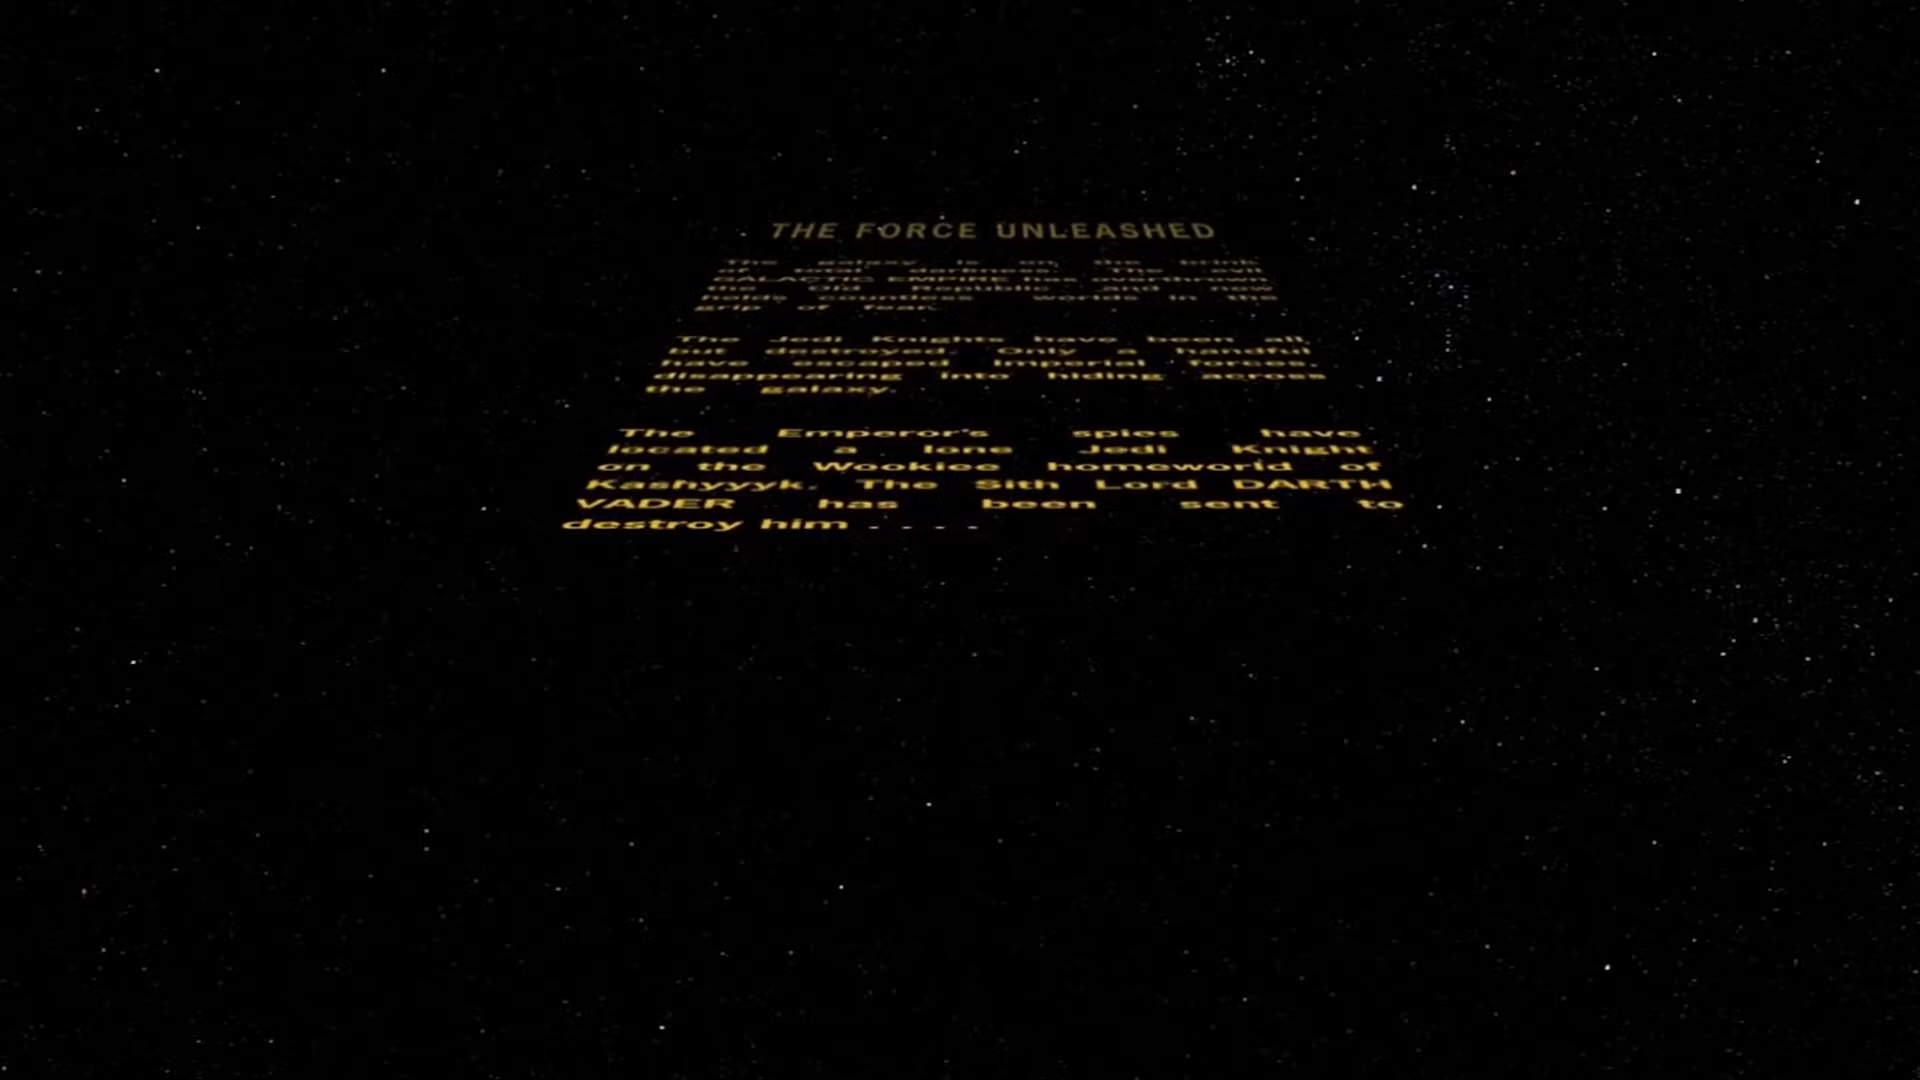 THE FORCE UNLEASHED
The galaxy is on the brink
of total darkness. The evil
GALACTIC EMPIRE has overthrown
the Old Republic and now
holds countless worlds in the
grip of fear.
The Jedi Knights have been all
but destroyed. Only a handful
have escaped Imperial forces,
disappearing into hiding across
the galaxy.
The Emperor's spies have
located a lone Jedi Knight
on the Wookiee homeworld of
Kashyyyk. The Sith Lord DARTH
VADER has been sent to
destroy him . . . .